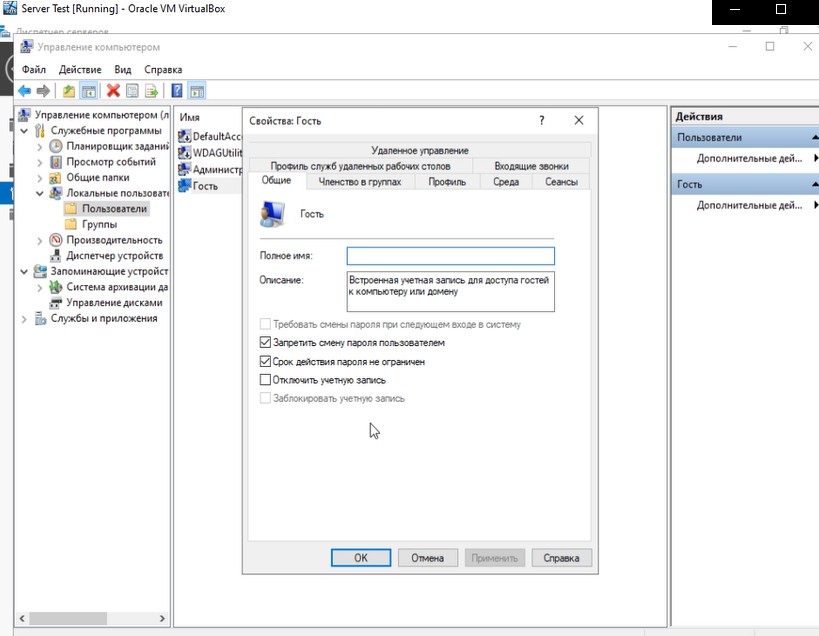 Server Test [Running] - Oracle VM VirtualBox
Диспетчер серверов
Управление компьютером
Файл Действие Вид Справка
Управление компьютером (л
Служебные программы
Планировщик заданий
Просмотр событий
Общие папки
Локальные пользоват
Пользователи
Группы
Производительность
Диспетчер устройств
Запоминающие устройст
Система архивации да
Управление дисками
Службы и приложения
Имя
DefaultAcc
WDAGUtilit
Администр
Гость
Свойства: Гость
?
Удаленное управление
Профиль служб удаленных рабочих столов Входящие звонки
Общие Членство в группах Профиль Среда Сеансы
Гость
Полное имя:
Описание:
Встроенная учетная запись для доступа гостей
к компьютеру или домену
Требовать смены пароля при следующем входе в систему
Запретить смену пароля пользователем
Срок действия пароля не ограничен
Отключить учетную запись
Заблокировать учетную запись
OK Отмена Применить Справка
Действия
Пользователи
Дополнительные дей...
Гость
Дополнительные дей...